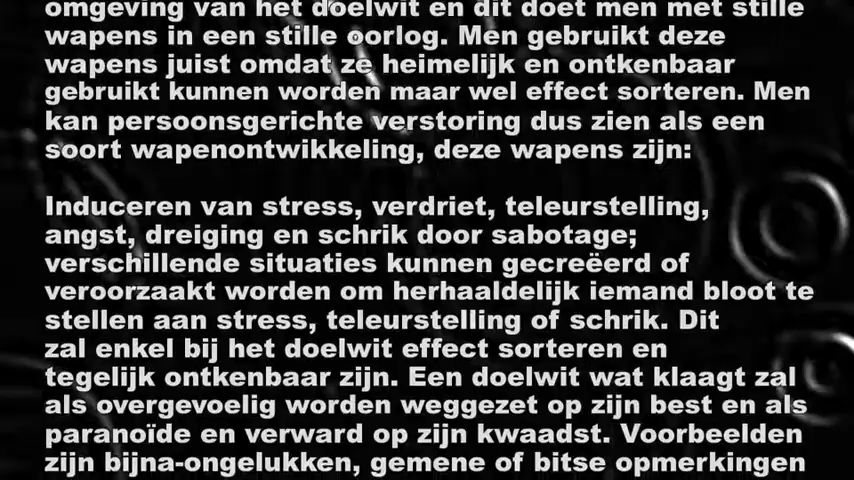 omgeving van het doelwit en dit doet men met stille
wapens in een stille oorlog. Men gebruikt deze
wapens juist omdat ze heimelijk en ontkenbaar
gebruikt kunnen worden maar wel effect sorteren. Men
kan persoonsgerichte verstoring dus zien als een
soort wapenontwikkeling, deze wapens zijn:
Induceren van stress, verdriet, teleurstelling,
angst, dreiging en schrik door sabotage;
verschillende situaties kunnen gecreëerd of
veroorzaakt worden om herhaaldelijk iemand bloot te
stellen aan stress, teleurstelling of schrik. Dit
zal enkel bij het doelwit effect sorteren en
tegelijk ontkenbaar zijn. Een doelwit wat klaagt zal
als overgevoelig worden weggezet op zijn best en als
paranoïde en verward op zijn kwaadst. Voorbeelden
zijn bijna-ongelukken, gemene of bitse opmerkingen